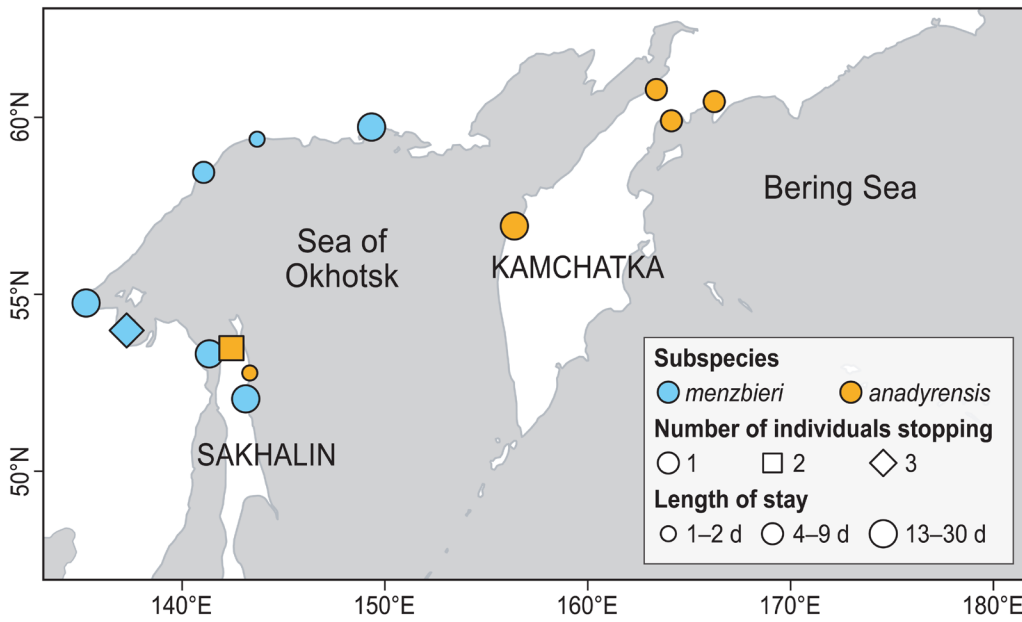 60°N
55°N
50°N
Bering Sea
Sea of
Okhotsk
KAMCHATKA
SAKHALIN
Subspecies
menzbieri
anadyrensis
Number of individuals stopping
1
2
3
Length of stay
1–2 d
4–9 d
13–30 d
140°E
150°E
160°E
170°E
180°E